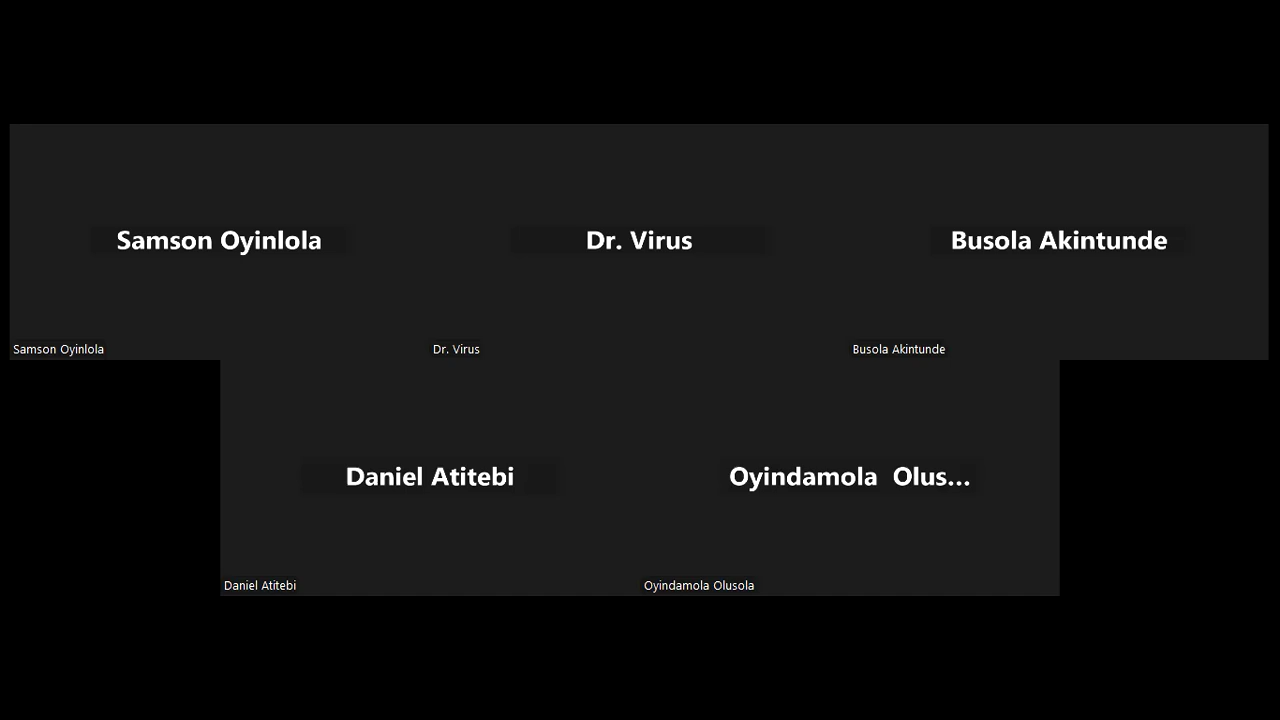 Samson Oyinlola
Dr. Virus
Busola Akintunde
Samson Oyinlola
Dr. Virus
Busola Akintunde
Daniel Atitebi
Oyindamola  Olus...
Daniel Atitebi
Oyindamola Olusola